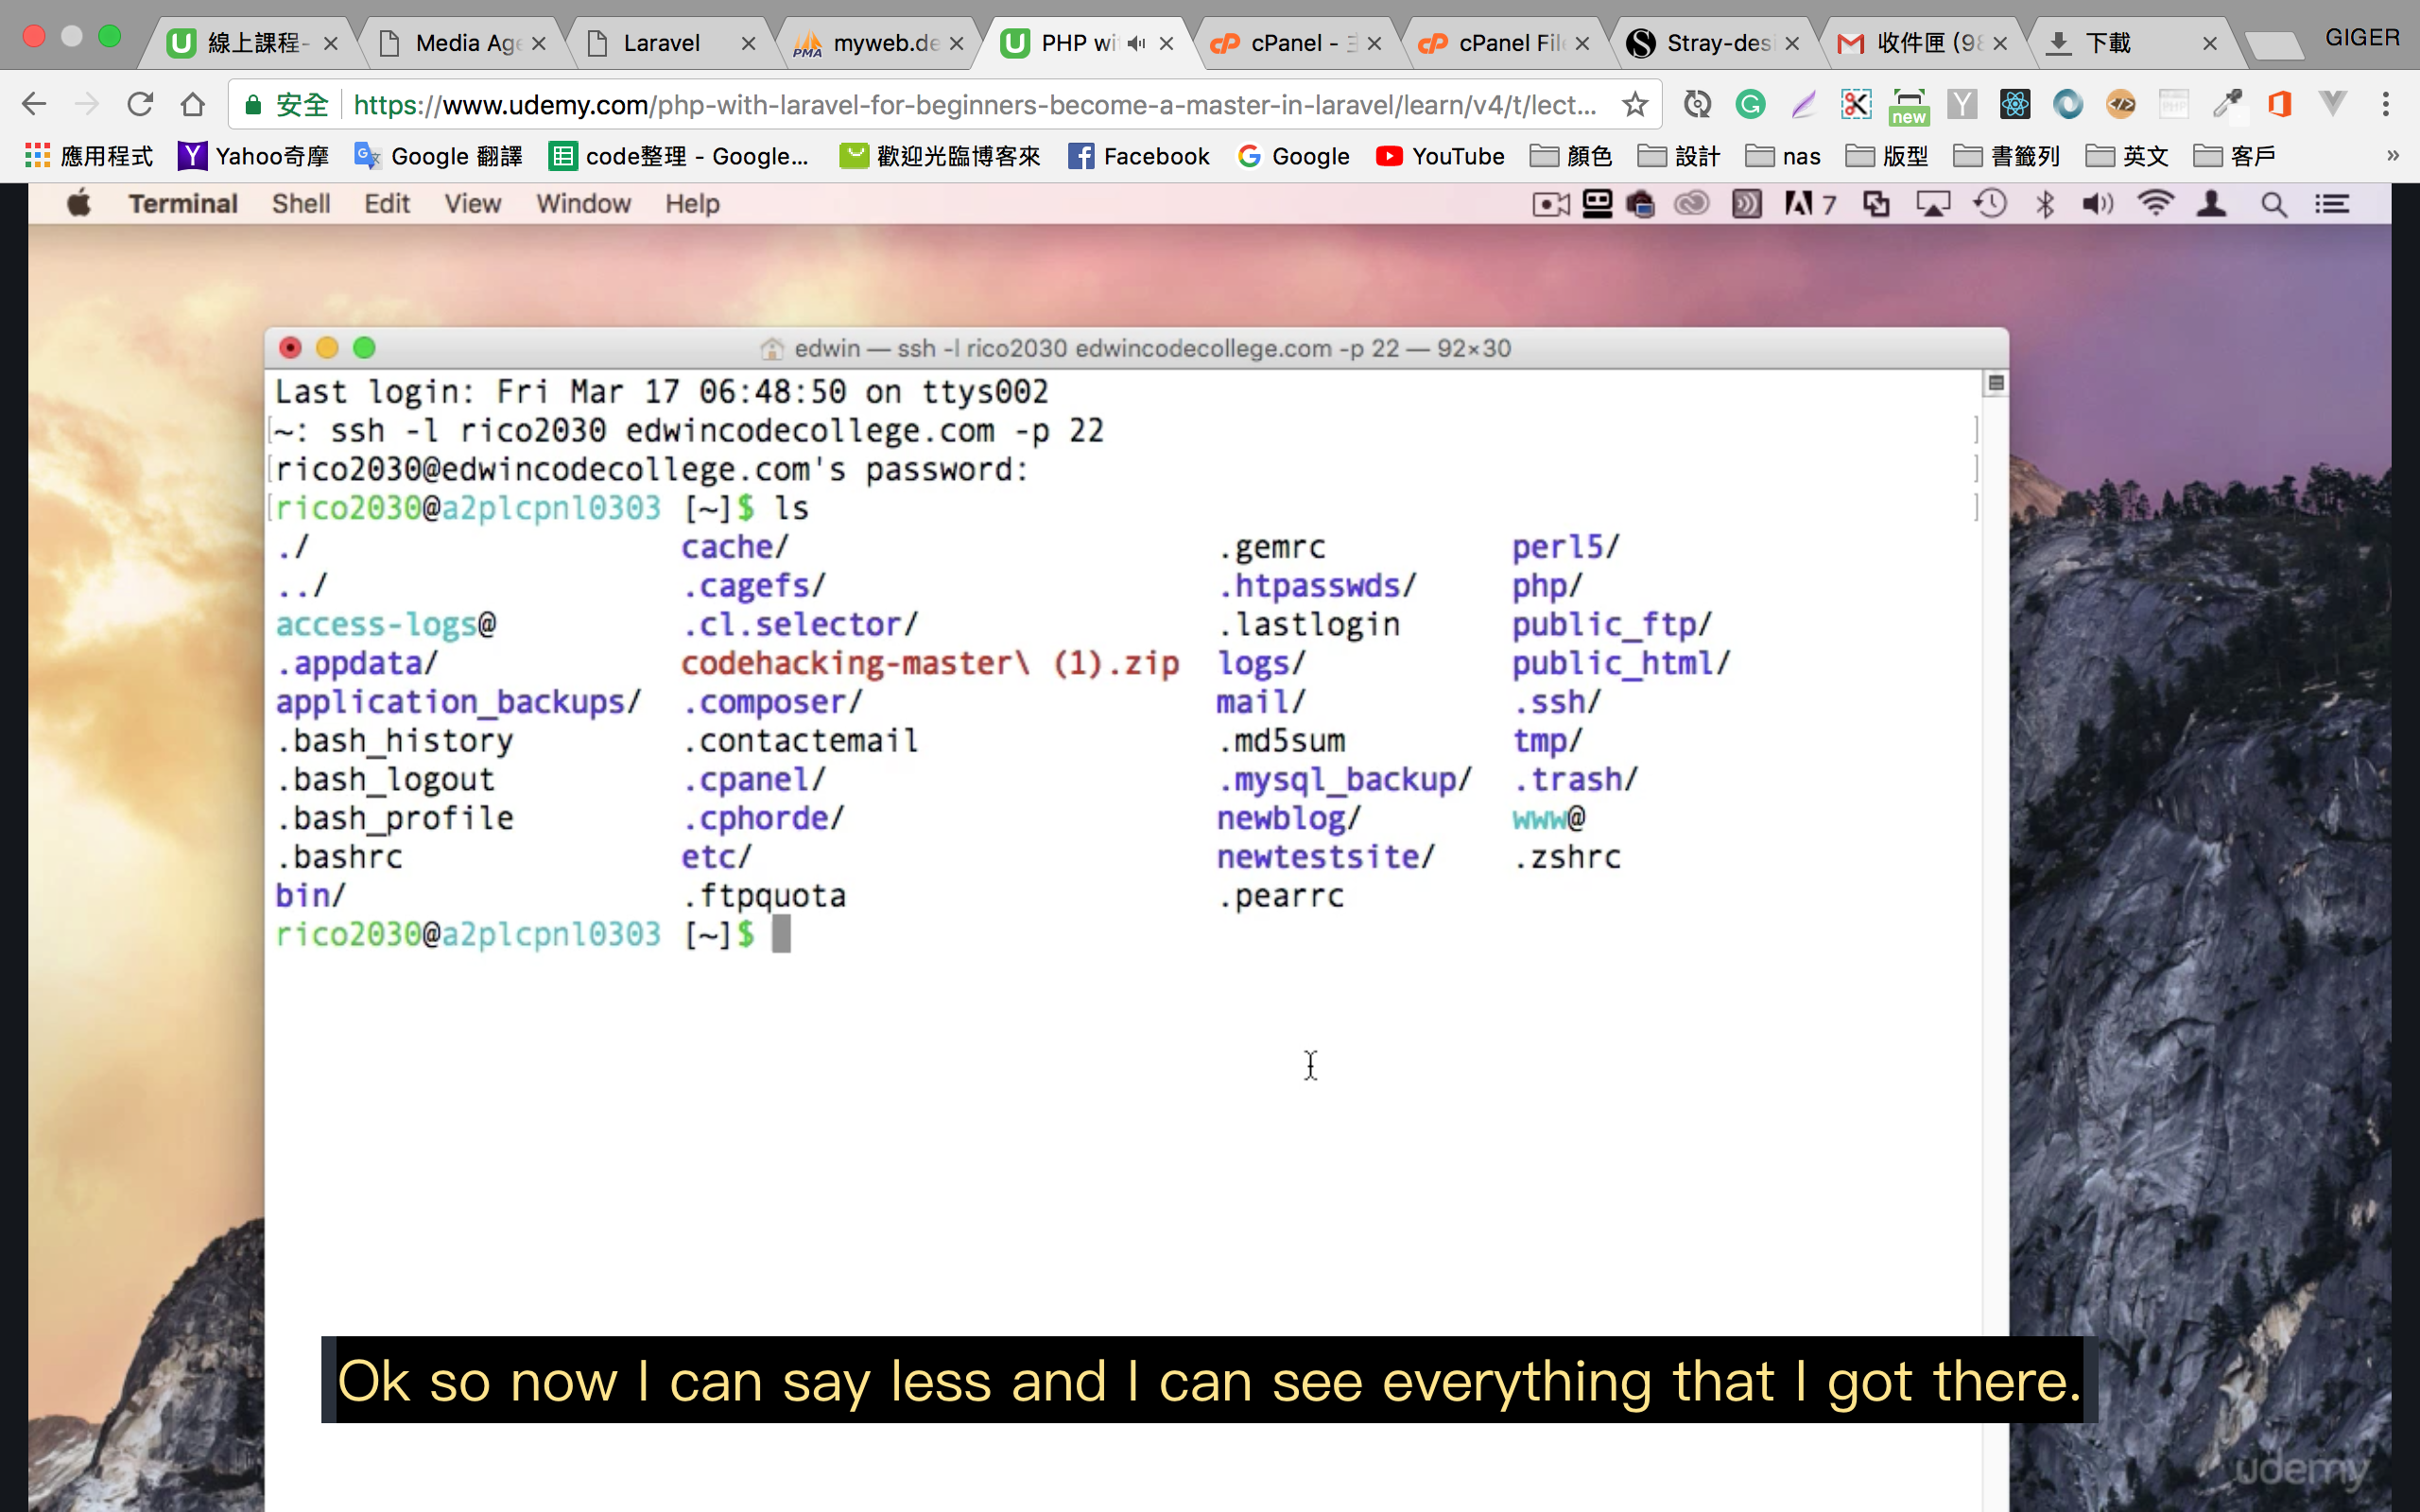 線上課程- Media Age Laravel myweb.de PHP wi cPanel - cPanel File Stray-desi 收件匣 (98 下載 GIGER
安全 https://www.udemy.com/php-with-laravel-for-beginners-become-a-master-in-laravel/learn/v4/t/lect... new
應用程式 Yahoo奇摩 Google 翻譯 code整理 - Google... 歡迎光臨博客來 Facebook Google YouTube 顏色 設計 nas 版型 書籤列 英文 客戶 »
Terminal Shell Edit View Window Help 7
edwin — ssh -l rico2030 edwincodecollege.com -p 22 — 92×30
Last login: Fri Mar 17 06:48:50 on ttys002
[~: ssh -l rico2030 edwincodecollege.com -p 22 ]
[rico2030@edwincodecollege.com's password: ]
[rico2030@a2plcpnl0303 [~]$ ls ]
./ cache/ .gemrc perl5/
../ .cagefs/ .htpasswds/ php/
access-logs@ .cl.selector/ .lastlogin public_ftp/
.appdata/ codehacking-master\ (1).zip logs/ public_html/
application_backups/ .composer/ mail/ .ssh/
.bash_history .contactemail .md5sum tmp/
.bash_logout .cpanel/ .mysql_backup/ .trash/
.bash_profile .cphorde/ newblog/ www@
.bashrc etc/ newtestsite/ .zshrc
bin/ .ftpquota .pearrc
rico2030@a2plcpnl0303 [~]$
Ok so now I can say less and I can see everything that I got there.
udemy